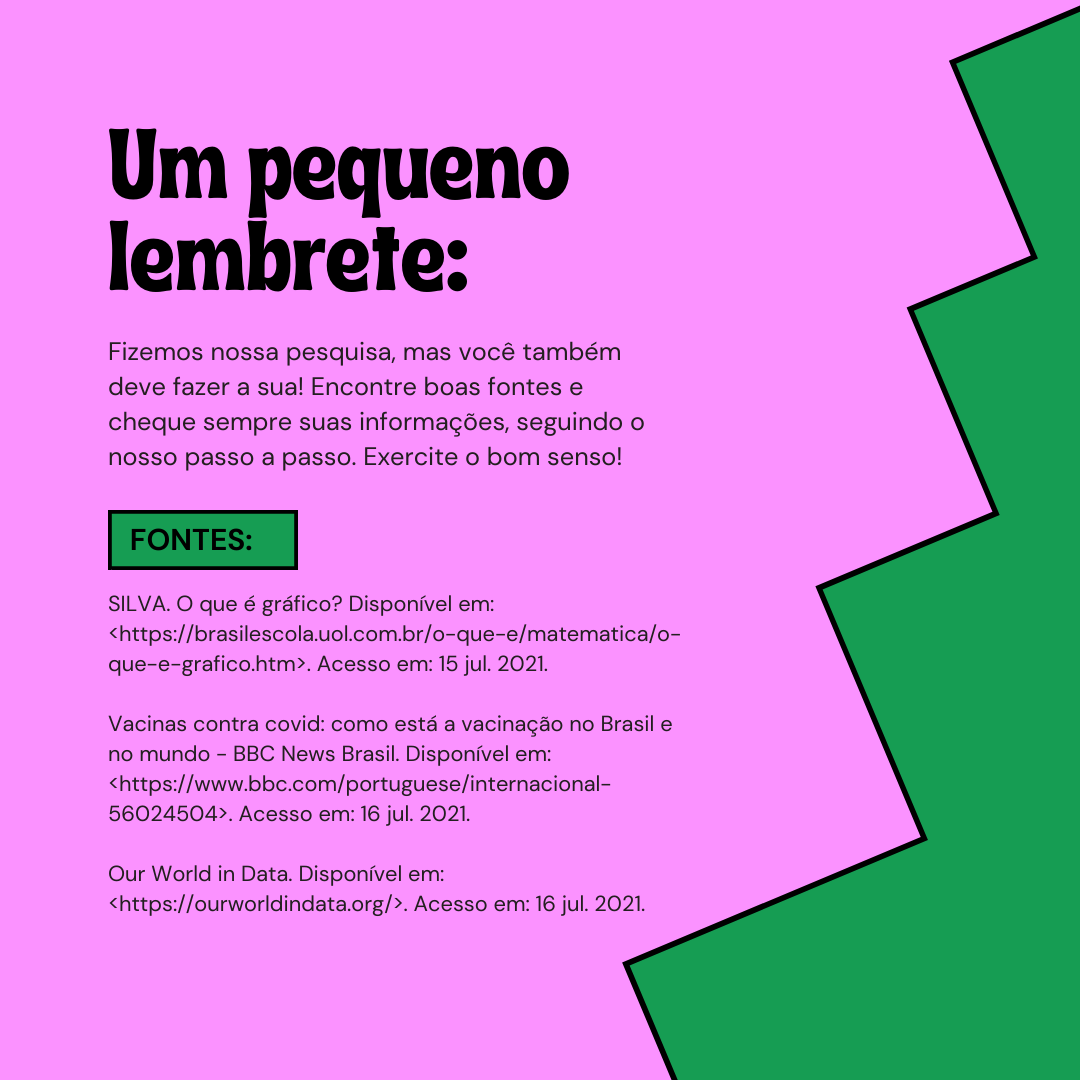 Um pequeno
lembrete:
Fizemos nossa pesquisa, mas você também
deve fazer a sua! Encontre boas fontes e
cheque sempre suas informações, seguindo o
nosso passo a passo. Exercite o bom senso!
FONTES:
SILVA. O que é gráfico? Disponível em:
<https://brasilescola.uol.com.br/o-que-e/matematica/o-
que-e-grafico.htm>. Acesso em: 15 jul. 2021.
Vacinas contra covid: como está a vacinação no Brasil e
no mundo - BBC News Brasil. Disponível em:
<https://www.bbc.com/portuguese/internacional-
56024504>. Acesso em: 16 jul. 2021.
Our World in Data. Disponível em:
<https://ourworldindata.org/>. Acesso em: 16 jul. 2021.